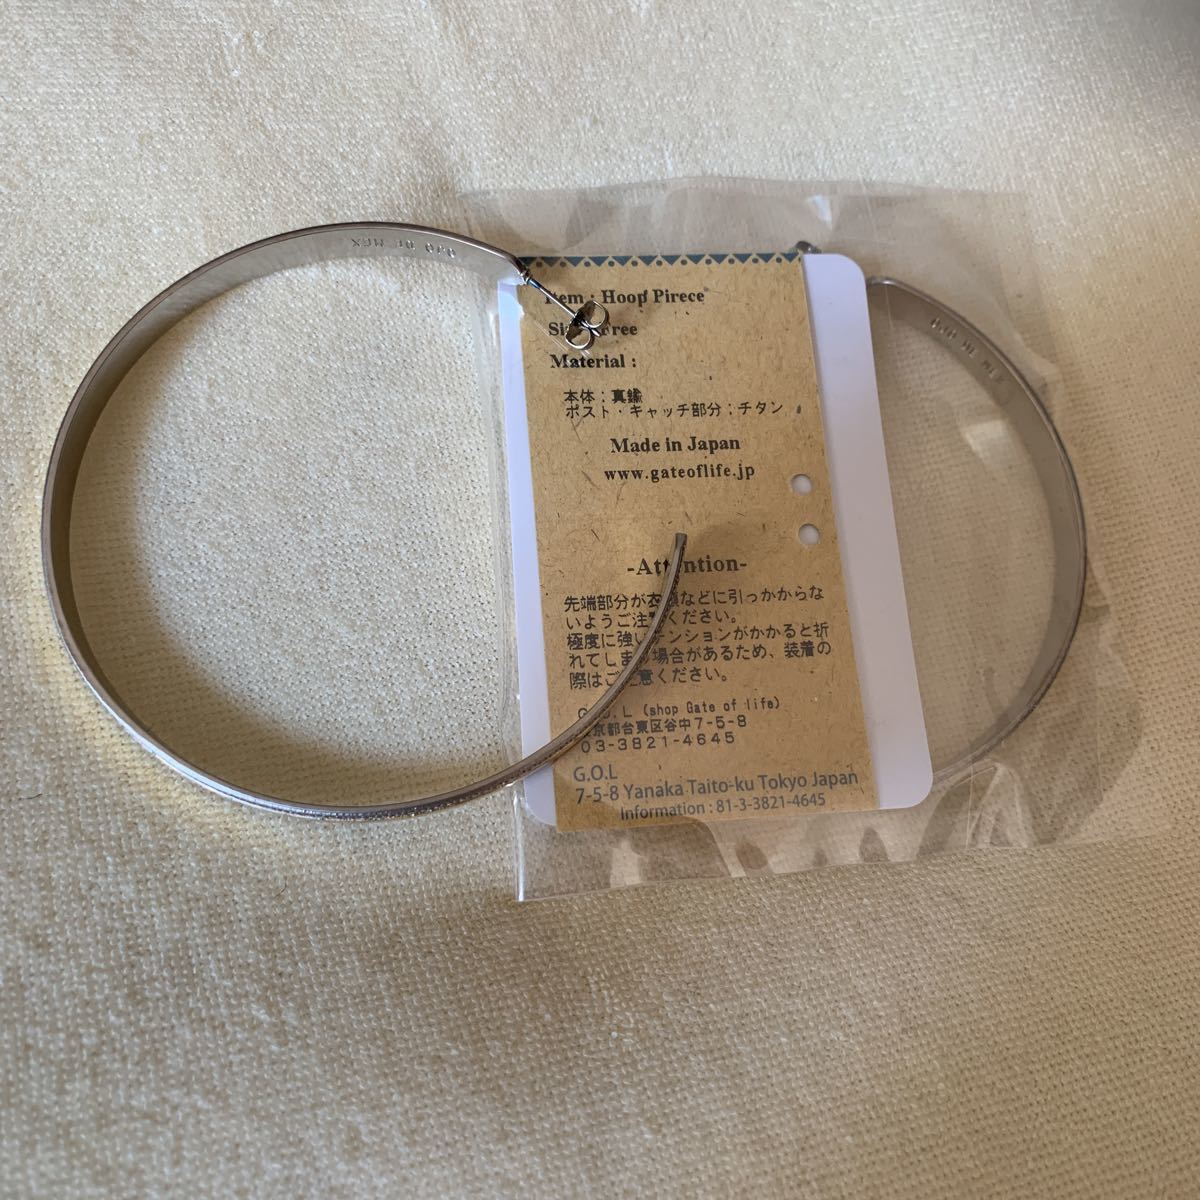 Item : Hoop Pirece
Free
Material :
本体：真鍮
ポスト・キャッチ部分；チタン
Made in Japan
www.gateoflife.jp
-Attention-
先端部分が衣 などに引っかからな
いようご注意ください。
極度に強いテンションがかかると折
れてしまう場合があるため、装着の
際はご注意ください。
G.O.L (shop Gate of life)
京都台東区谷中7-5-8
03-3821-4645
G.O.L
7-5-8 Yanaka Taito-ku Tokyo Japan
Information : 81-3-3821-4645